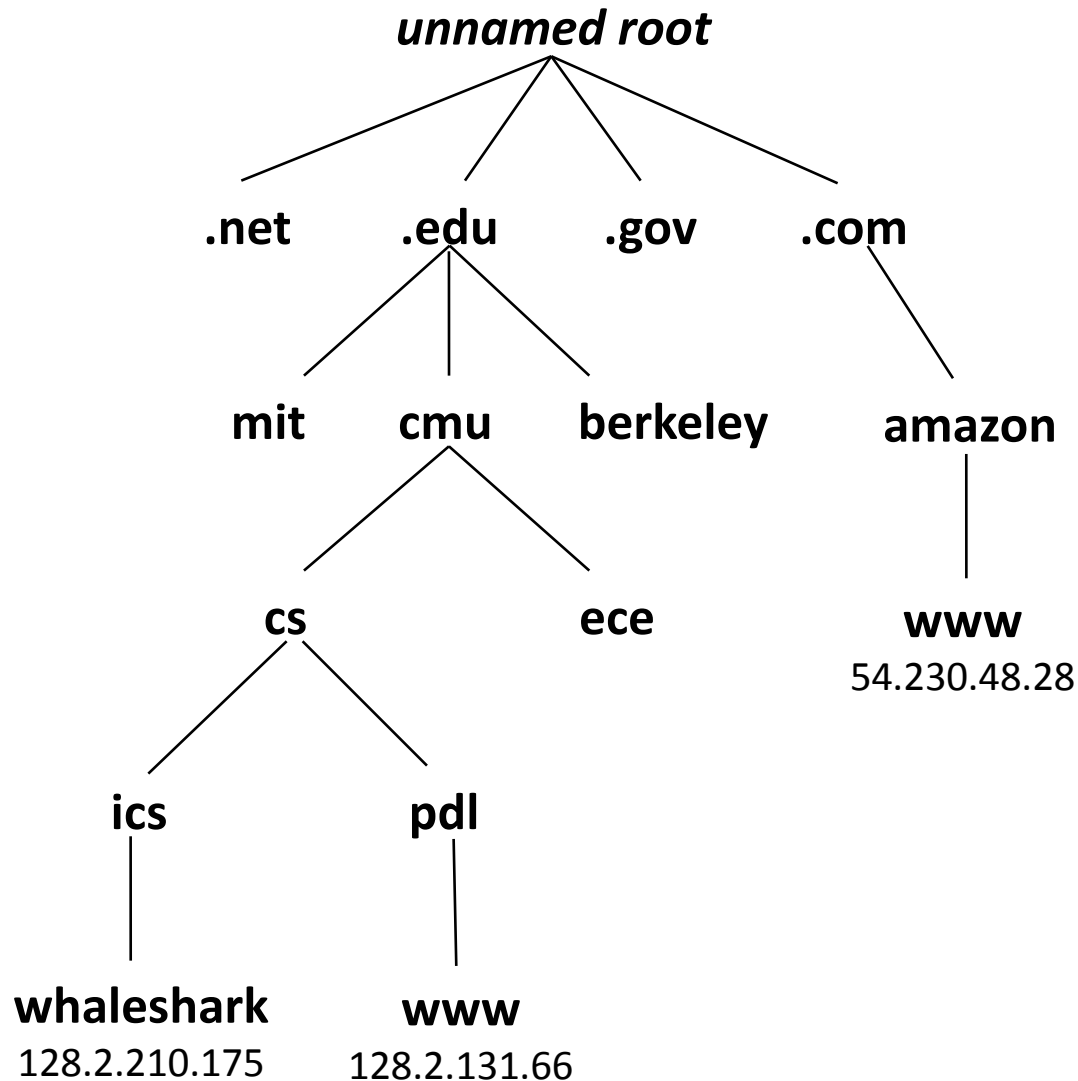 unnamed root
.net .edu .gov .com
mit cmu berkeley amazon
cs ece www
54.230.48.28
ics pdl
whaleshark www
128.2.210.175 128.2.131.66